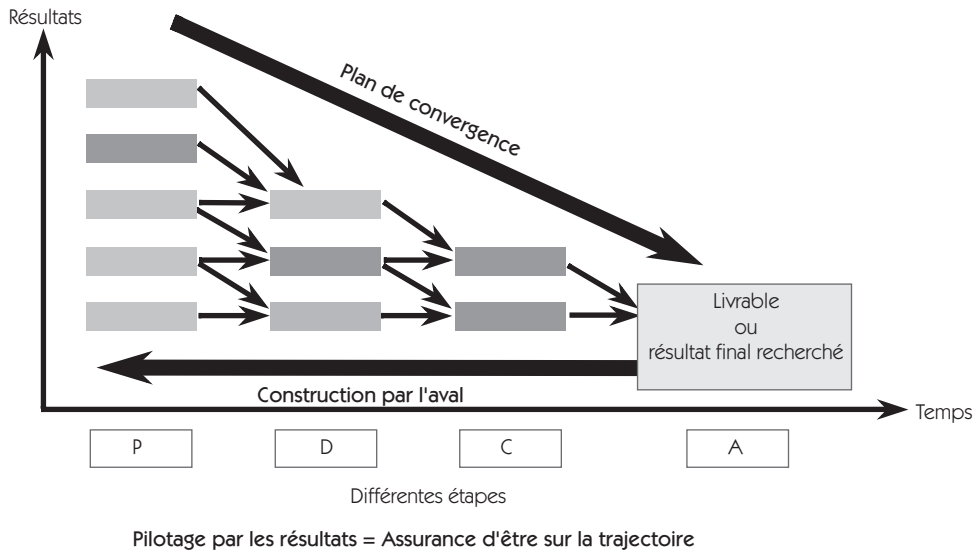 Résultats
Plan de convergence
Livrable
ou
résultat final recherché
Construction par l'aval
Temps
P D C A
Différentes étapes
Pilotage par les résultats = Assurance d'être sur la trajectoire